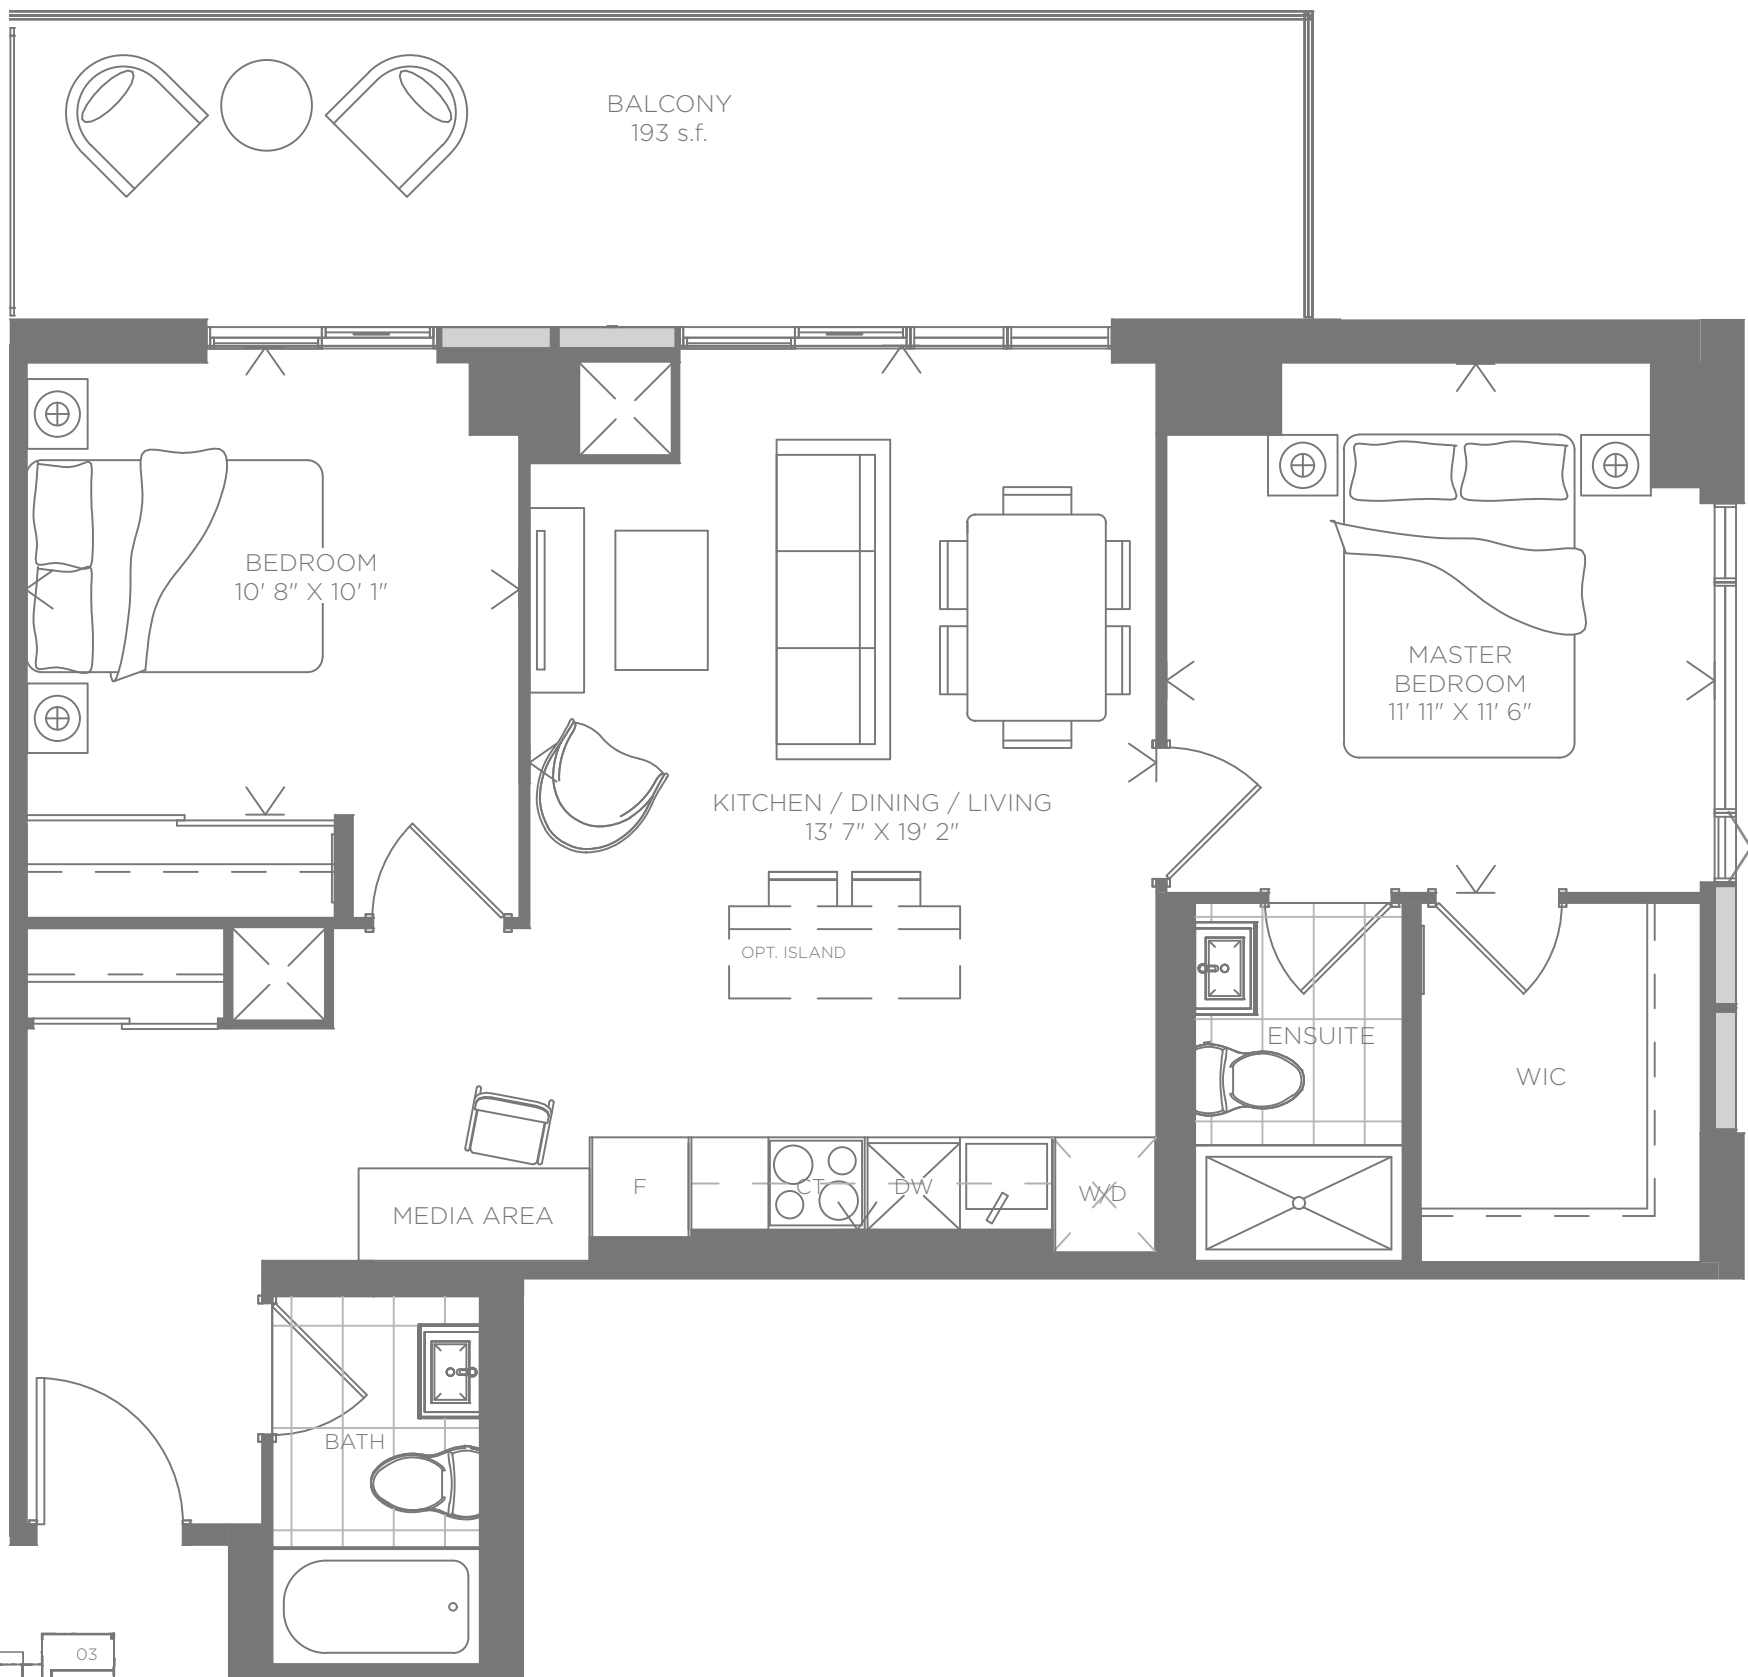 BALCONY
193 s.f.
BEDROOM
10' 8" X 10' 1"
MASTER
BEDROOM
11' 11" X 11' 6"
KITCHEN / DINING / LIVING
13' 7" X 19' 2"
OPT. ISLAND
ENSUITE
WIC
F
CT
DW
W/D
MEDIA AREA
BATH
03